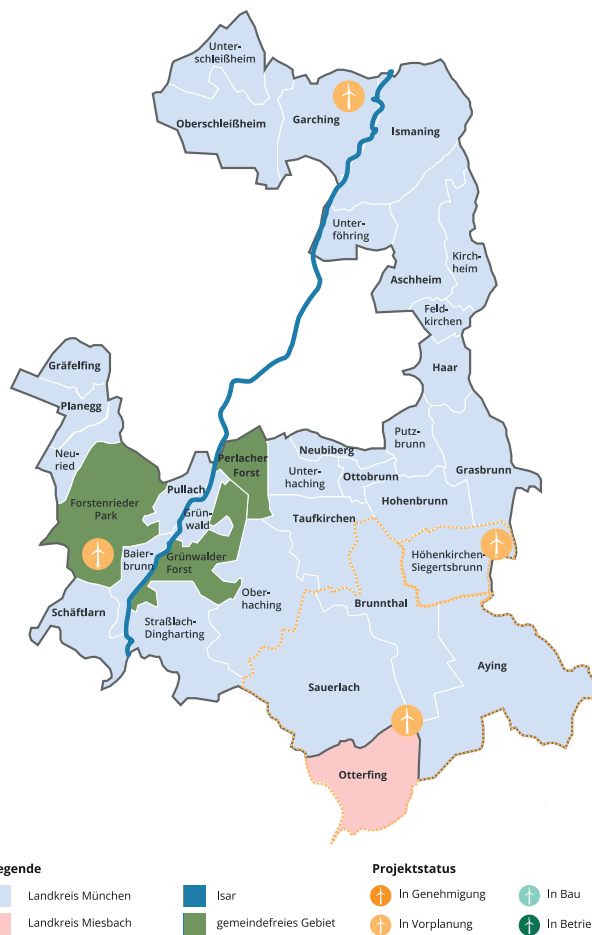 Unter-
schleißheim
Oberschleißheim
Garching
Ismaning
Unter-
föhring
Kirch-
heim
Aschheim
Feld-
kirchen
Haar
Gräfelfing
Planegg
Neu-
ried
Putz-
brunn
Perlacher
Forst
Neubiberg
Unter-
haching
Ottobrunn
Grasbrunn
Forstenrieder
Park
Pullach
Grün-
wald
Hohenbrunn
Taufkirchen
Baier-
brunn
Grünwalder
Forst
Höhenkirchen-
Siegertsbrunn
Schäftlarn
Straßlach-
Dingharting
Ober-
haching
Brunnthal
Aying
Sauerlach
Otterfing
egende
Landkreis München
Isar
Landkreis Miesbach
gemeindefreies Gebiet
Projektstatus
In Genehmigung
In Bau
In Vorplanung
In Betrie